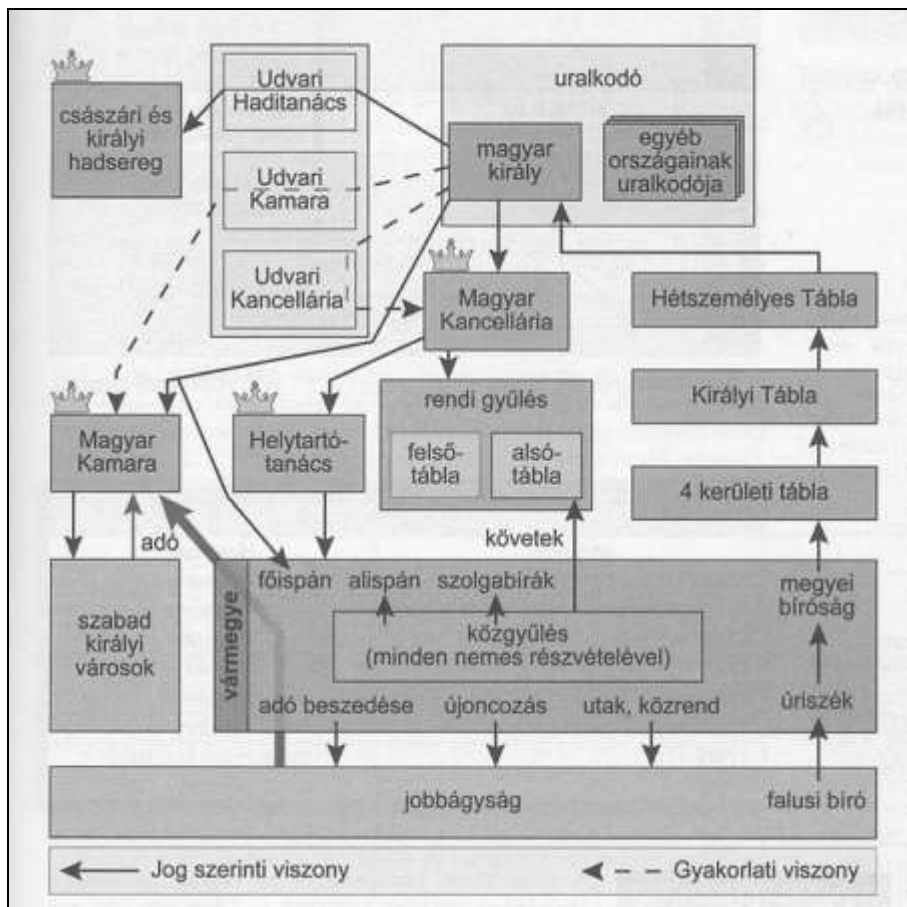 császári és
királyi
hadsereg
Udvari
Haditanács
Udvari
Kamara
Udvari
Kancellária
uralkodó
magyar
király
egyéb
országainak
uralkodója
Magyar
Kancellária
Hétszemélyes Tábla
Királyi Tábla
4 kerületi tábla
Magyar
Kamara
Helytartó-
tanács
rendi gyűlés
felső-
tábla
alsó-
tábla
adó
követek
szabad
királyi
városok
vármegye
főispán alispán szolgabírák
közgyűlés
(minden nemes részvételével)
adó beszedése újoncozás utak, közrend
megyei
bíróság
úriszék
jobbágyság
falusi bíró
Jog szerinti viszony
Gyakorlati viszony